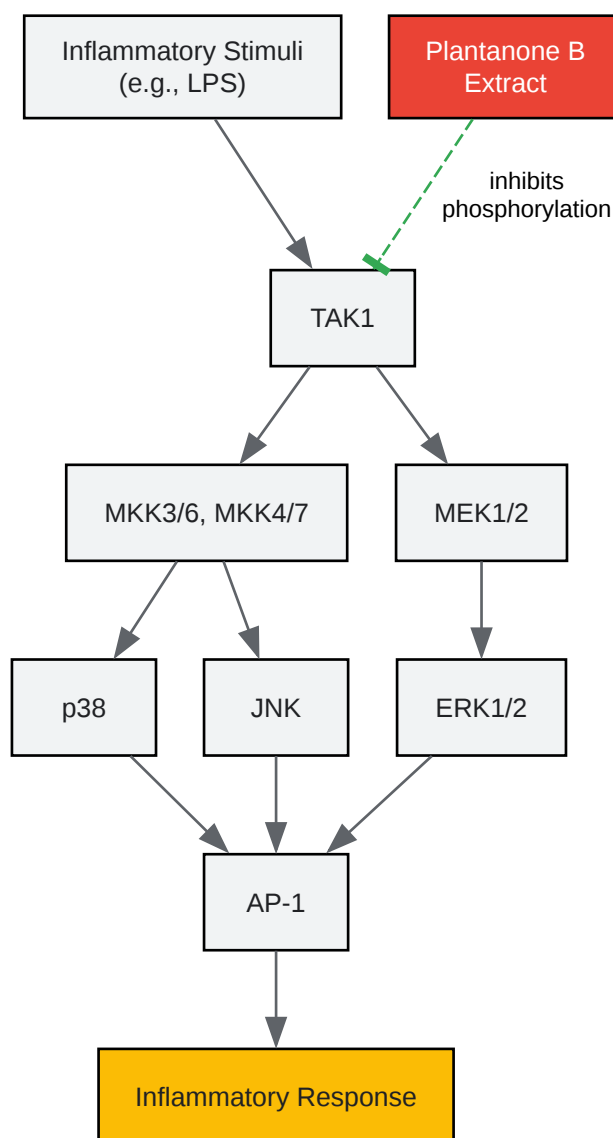 Inflammatory Stimuli
(e.g., LPS)
Plantanone B
Extract
inhibits
phosphorylation
TAK1
MKK3/6, MKK4/7
MEK1/2
p38
JNK
ERK1/2
AP-1
Inflammatory Response